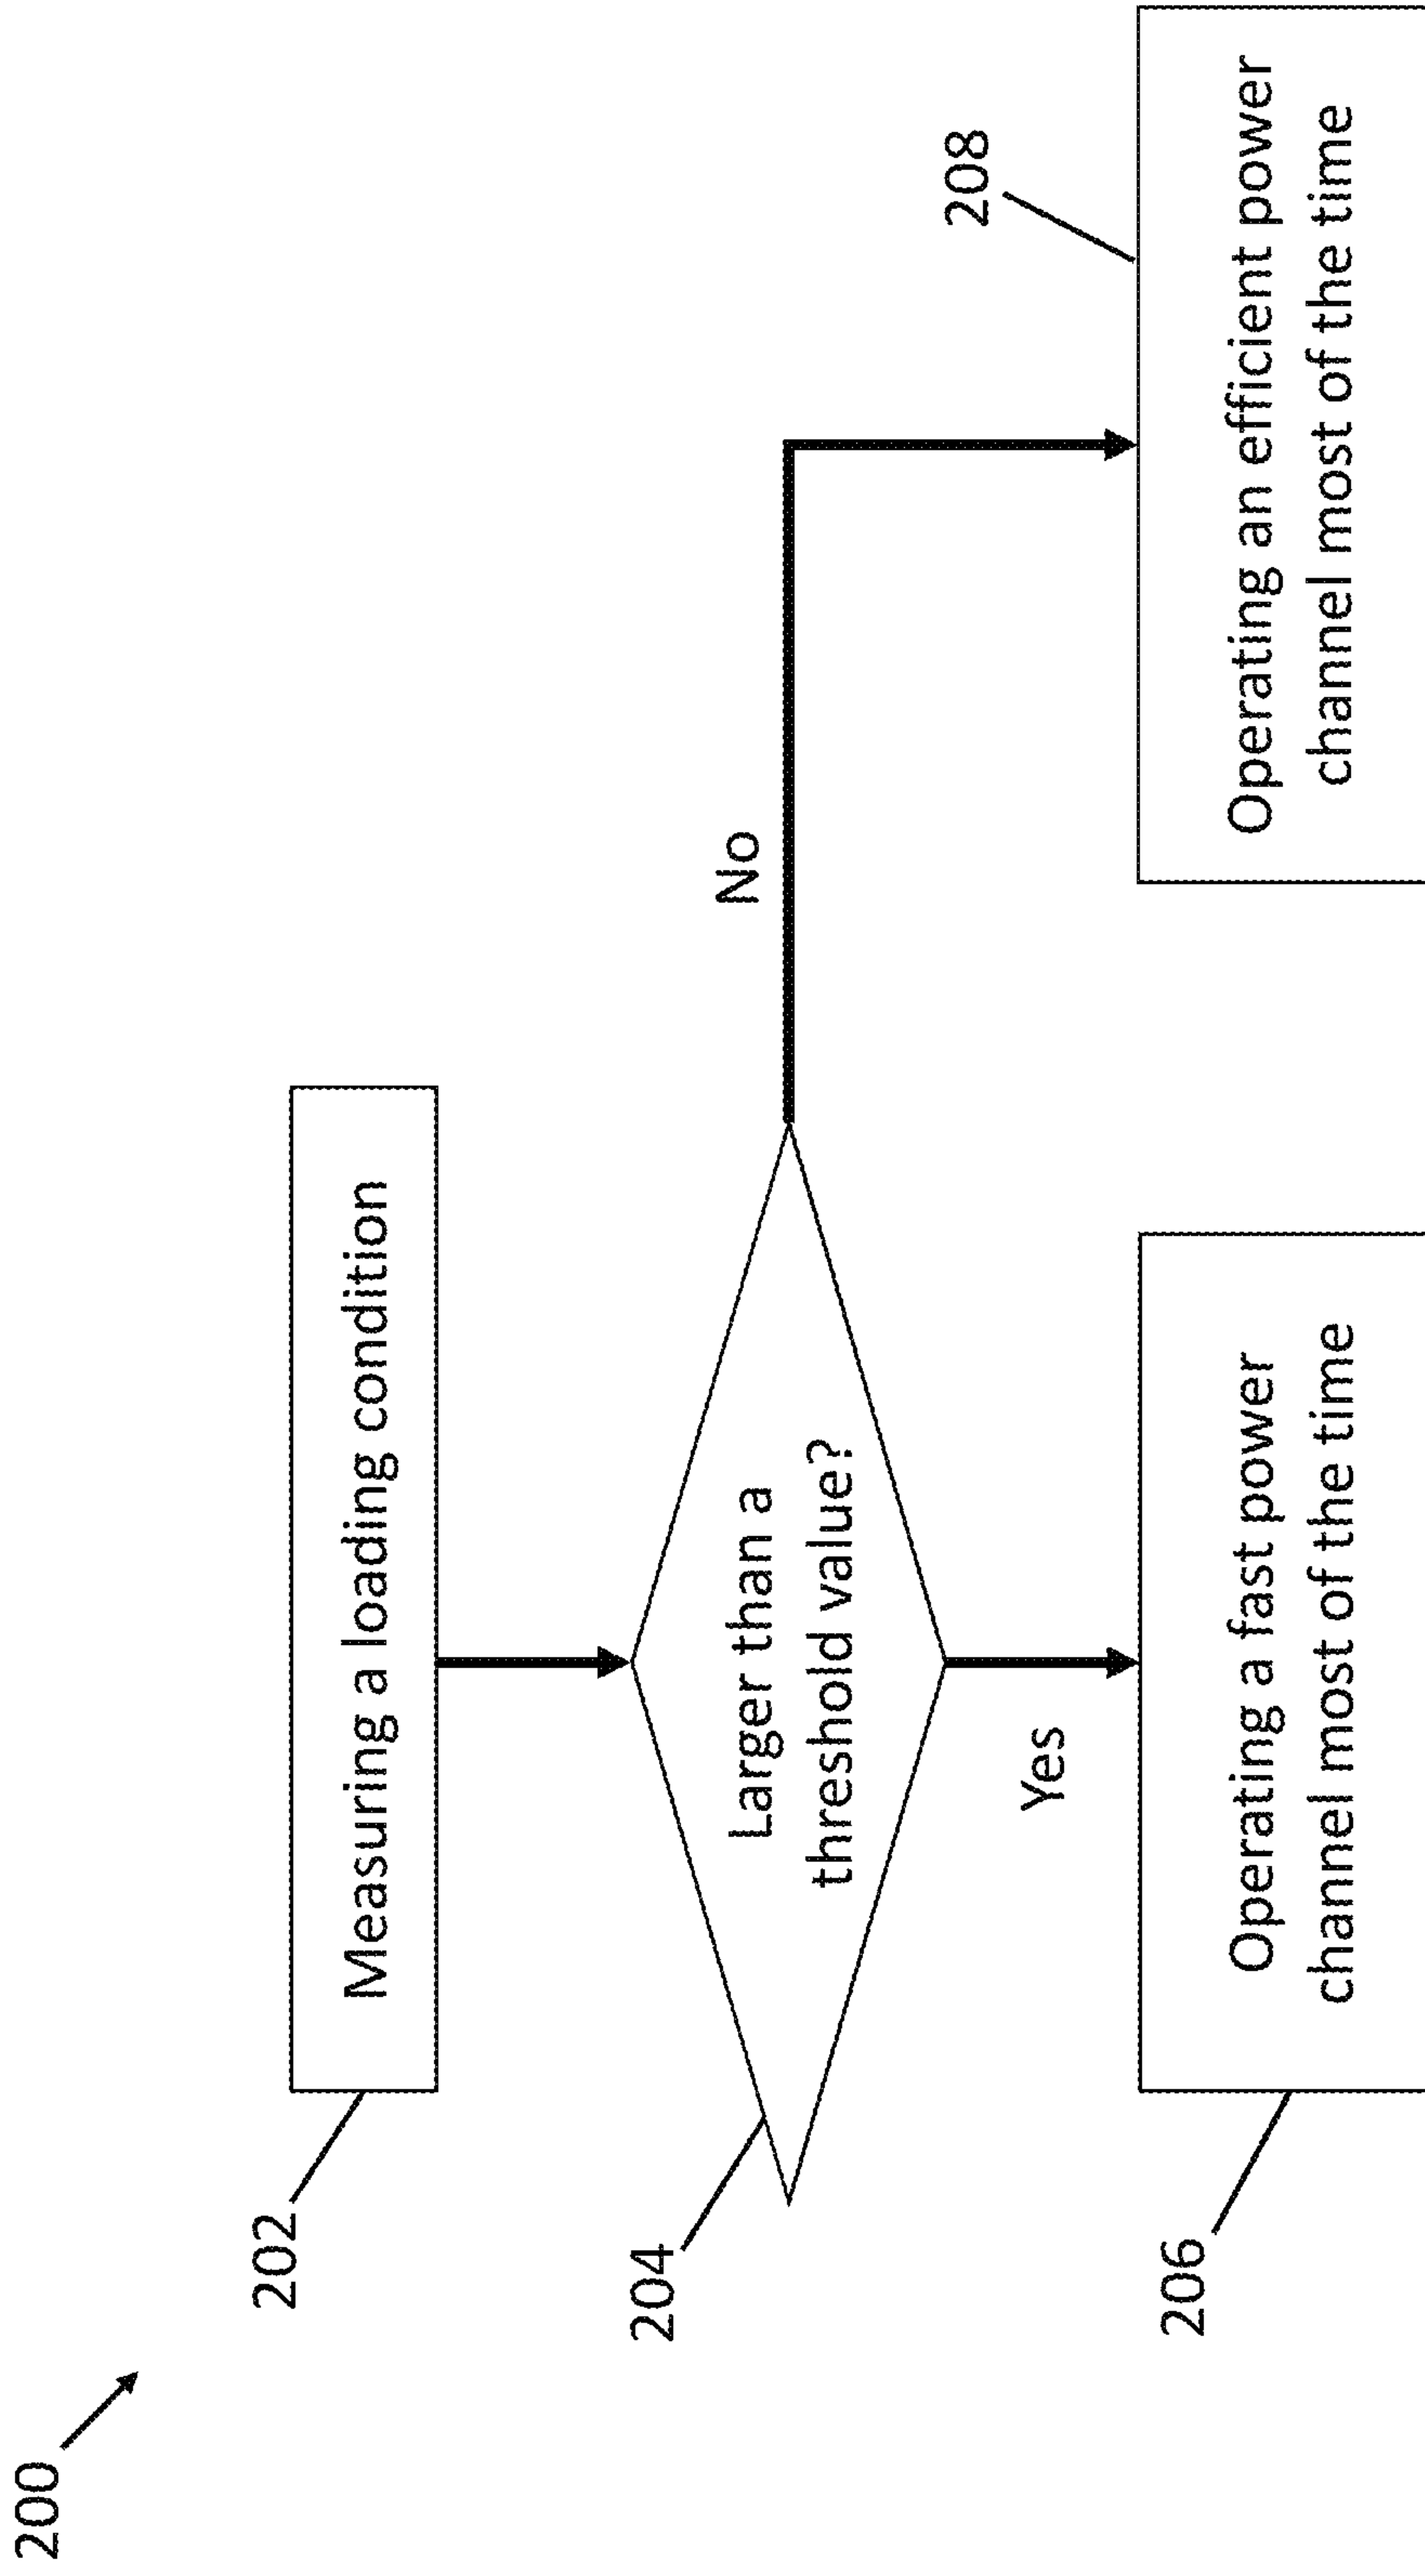 200
202
Measuring a loading condition
204
Larger than a
threshold value?
No
Yes
206
Operating a fast power
channel most of the time
208
Operating an efficient power
channel most of the time